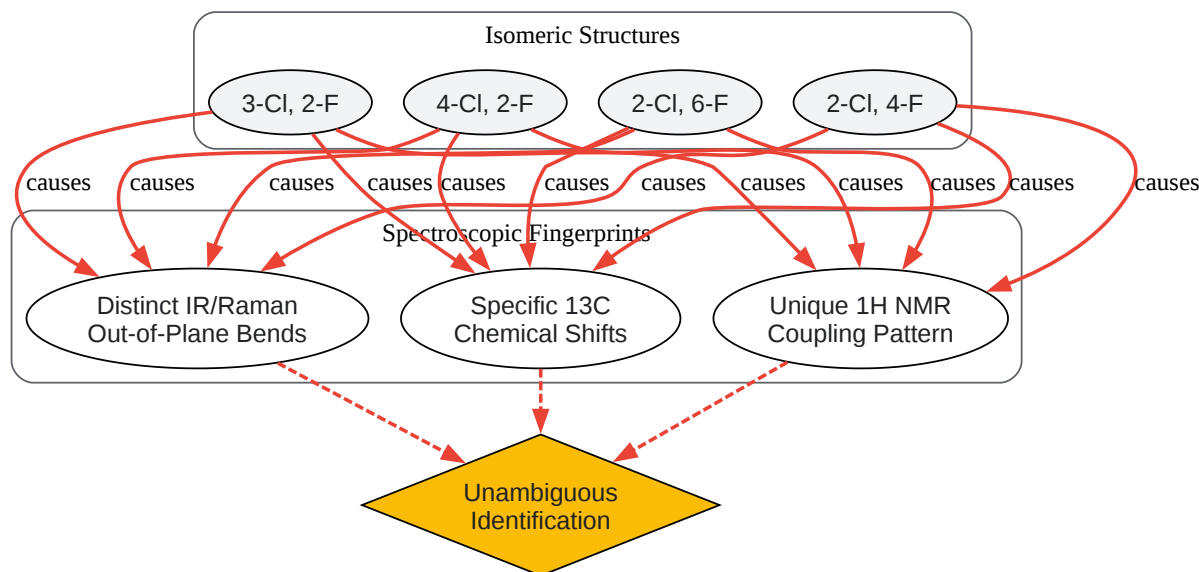 Isomeric Structures
3-Cl, 2-F
4-Cl, 2-F
2-Cl, 6-F
2-Cl, 4-F
causes
causes
causes
causes
causes
causes
causes
causes
causes
causes
causes
Spectroscopic Fingerprints
Distinct IR/Raman
Out-of-Plane Bends
Specific 13C
Chemical Shifts
Unique 1H NMR
Coupling Pattern
Unambiguous
Identification